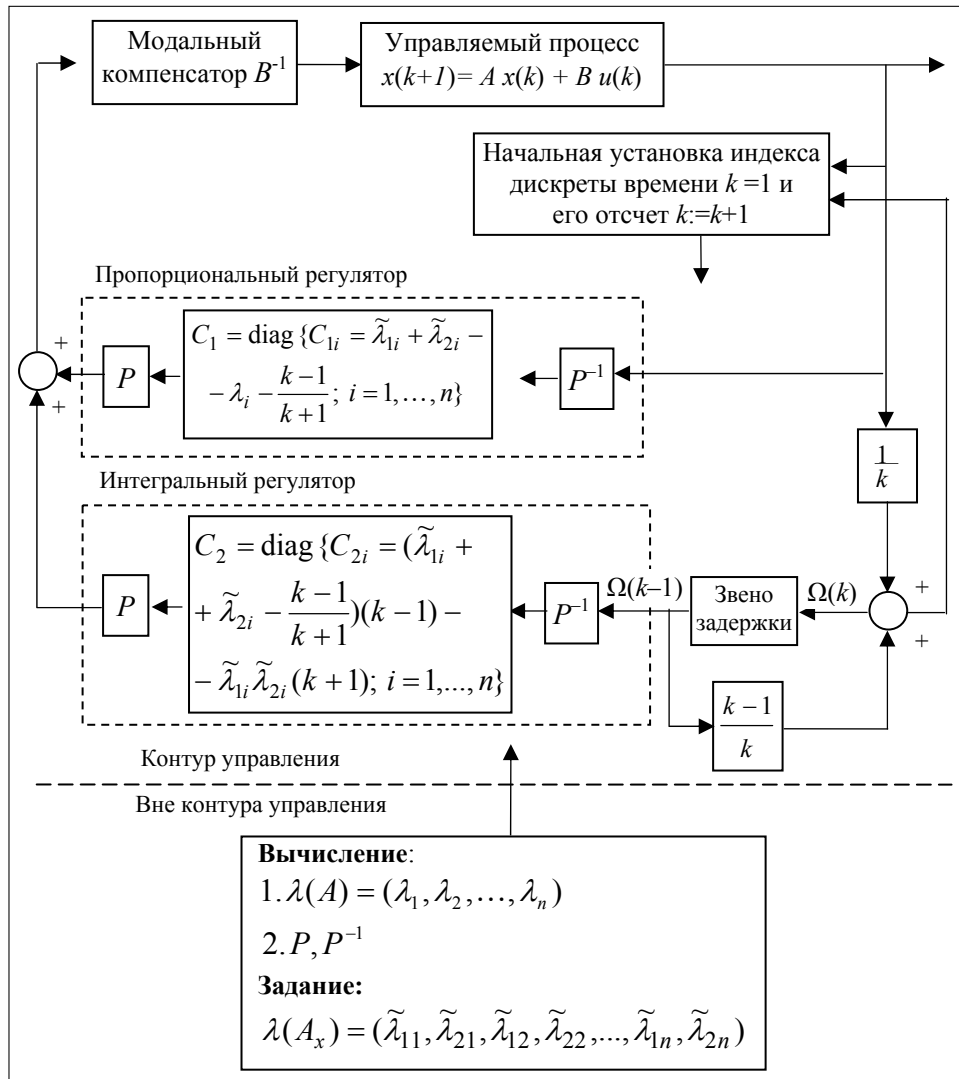 Модальный
компенсатор B⁻¹
Управляемый процесс
x(k+1)= A x(k) + B u(k)
Начальная установка индекса
дискреты времени k =1 и
его отсчет k:=k+1
Пропорциональный регулятор
+
+
P
C₁ = diag {C₁ᵢ = λ̃₁ᵢ + λ̃₂ᵢ −
− λᵢ − (k−1)/(k+1); i = 1,…,n}
P⁻¹
1/k
Интегральный регулятор
P
C₂ = diag {C₂ᵢ = (λ̃₁ᵢ +
+ λ̃₂ᵢ − (k−1)/(k+1))(k−1) −
− λ̃₁ᵢλ̃₂ᵢ(k+1); i = 1,...,n}
P⁻¹
Ω(k−1)
Звено
задержки
Ω(k)
+
+
(k−1)/k
Контур управления
Вне контура управления
Вычисление:
1. λ(A) = (λ₁, λ₂,…, λₙ)
2. P, P⁻¹
Задание:
λ(Aₓ) = (λ̃₁₁, λ̃₂₁, λ̃₁₂, λ̃₂₂,..., λ̃₁ₙ, λ̃₂ₙ)